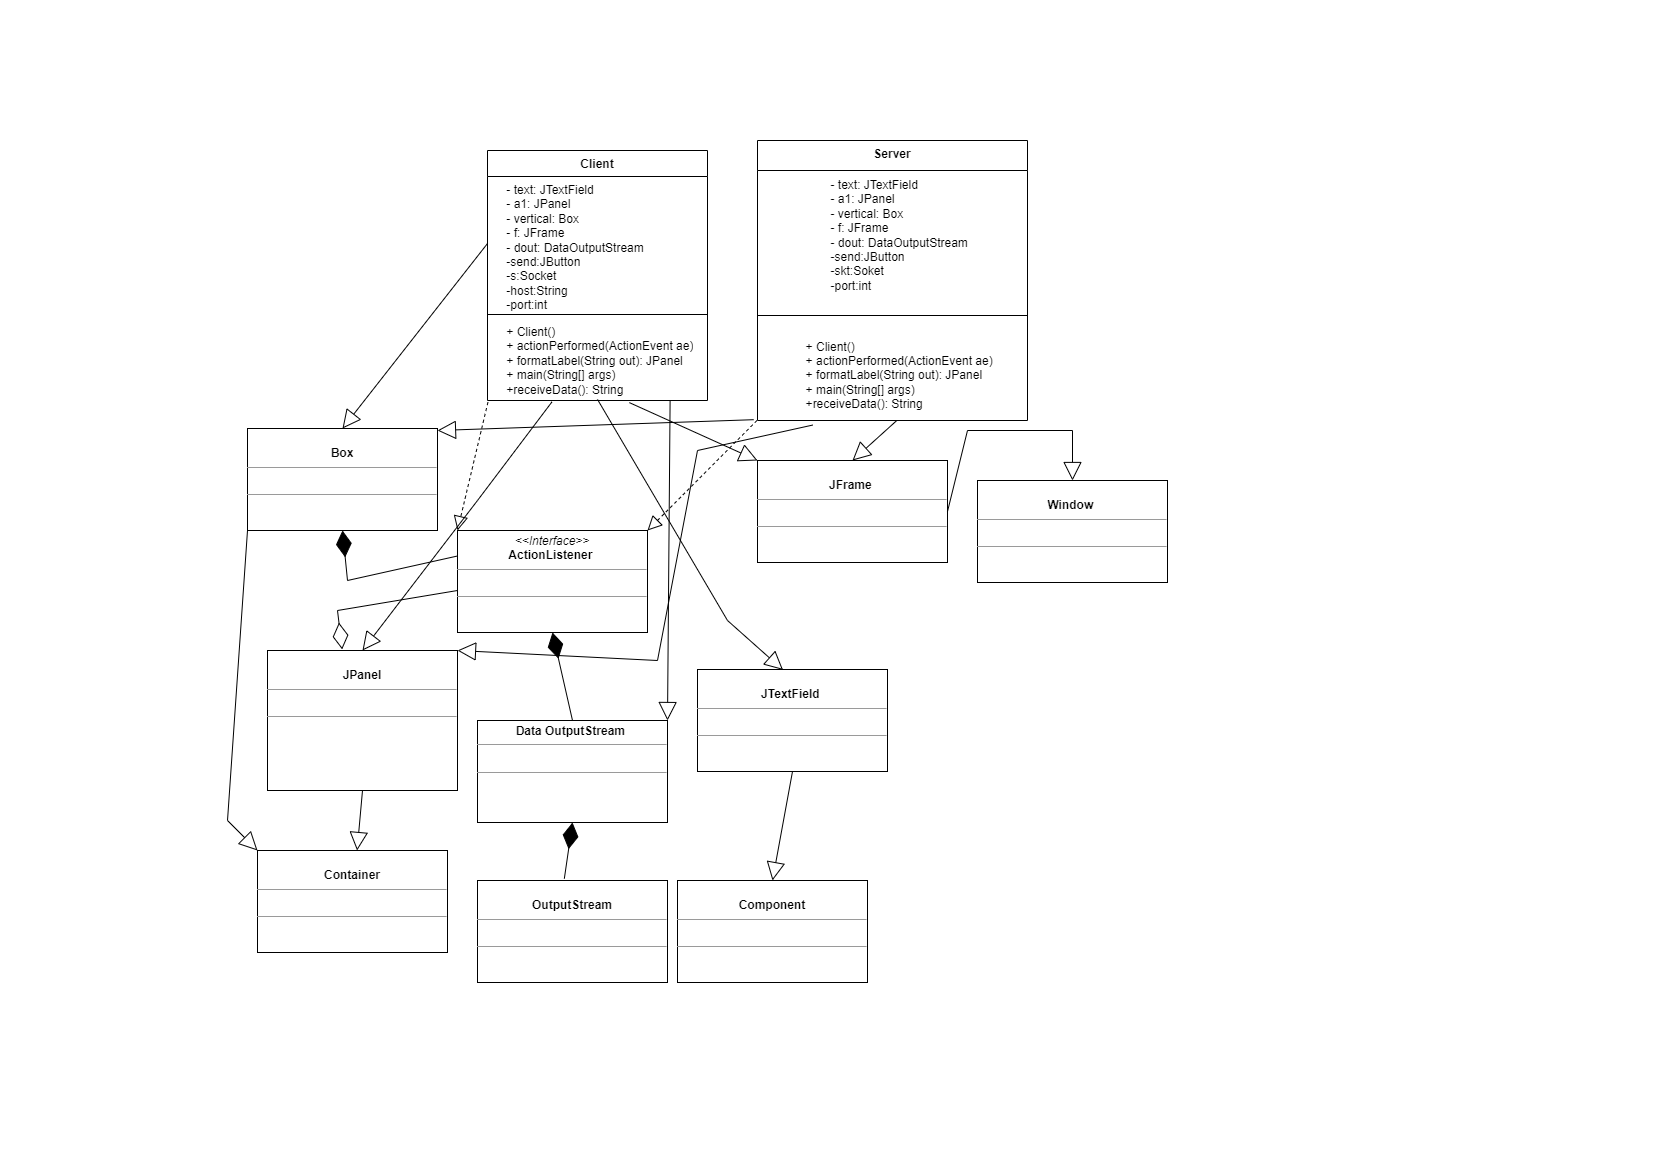 Client
- text: JTextField
- a1: JPanel
- vertical: Box
- f: JFrame
- dout: DataOutputStream
-send:JButton
-s:Socket
-host:String
-port:int
+ Client()
+ actionPerformed(ActionEvent ae)
+ formatLabel(String out): JPanel
+ main(String[] args)
+receiveData(): String
Server
- text: JTextField
- a1: JPanel
- vertical: Box
- f: JFrame
- dout: DataOutputStream
-send:JButton
-skt:Soket
-port:int
+ Client()
+ actionPerformed(ActionEvent ae)
+ formatLabel(String out): JPanel
+ main(String[] args)
+receiveData(): String
Box
JFrame
Window
<<Interface>>
ActionListener
JPanel
JTextField
Data OutputStream
Container
OutputStream
Component